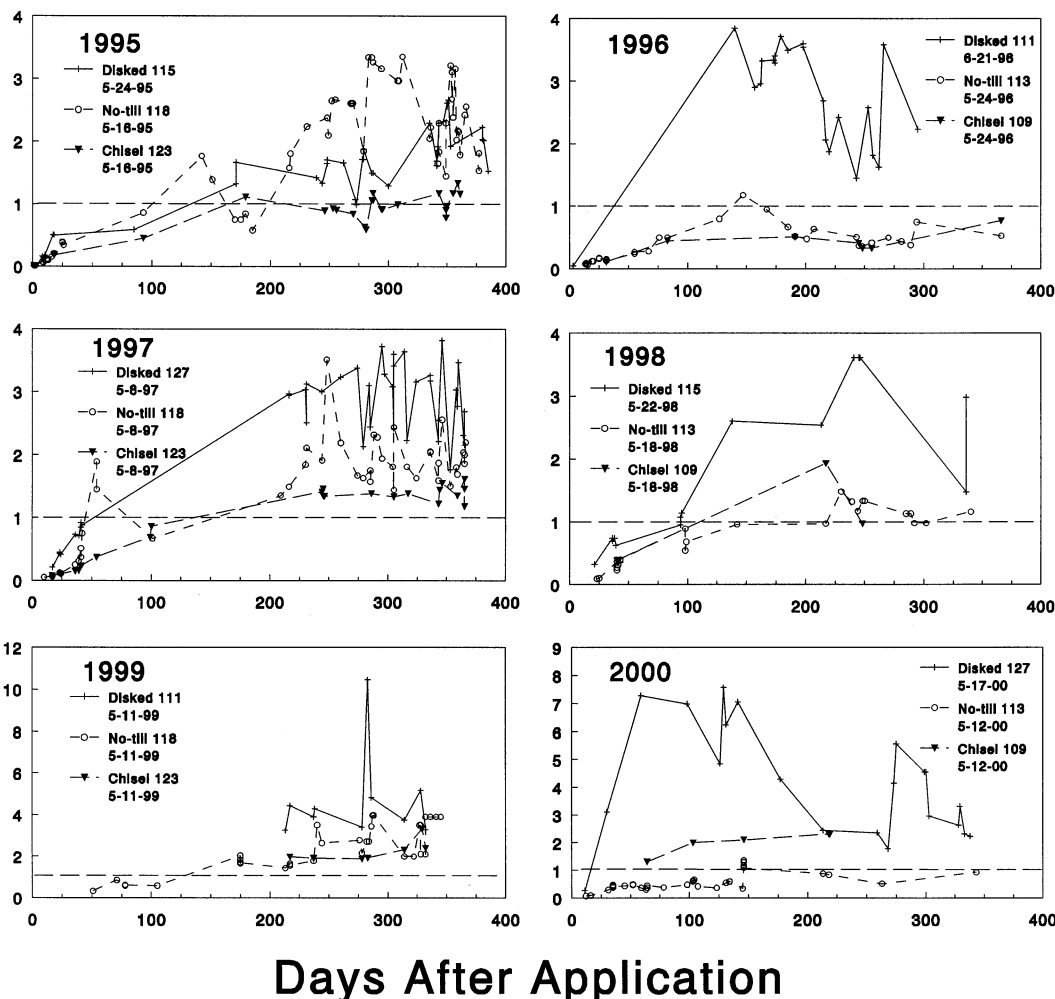 1995
Disked 115
5-24-95
No-till 118
5-16-95
Chisel 123
5-16-95
4
3
2
1
0
0 100 200 300 400
1996
Disked 111
6-21-96
No-till 113
5-24-96
Chisel 109
5-24-96
4
3
2
1
0
0 100 200 300 400
1997
Disked 127
5-8-97
No-till 118
5-8-97
Chisel 123
5-8-97
4
3
2
1
0
0 100 200 300 400
1998
Disked 115
5-22-98
No-till 113
5-18-98
Chisel 109
5-18-98
4
3
2
1
0
0 100 200 300 400
1999
Disked 111
5-11-99
No-till 118
5-11-99
Chisel 123
5-11-99
12
10
8
6
4
2
0
0 100 200 300 400
2000
Disked 127
5-17-00
No-till 113
5-12-00
Chisel 109
5-12-00
9
8
7
6
5
4
3
2
1
0
0 100 200 300 400
Days After Application